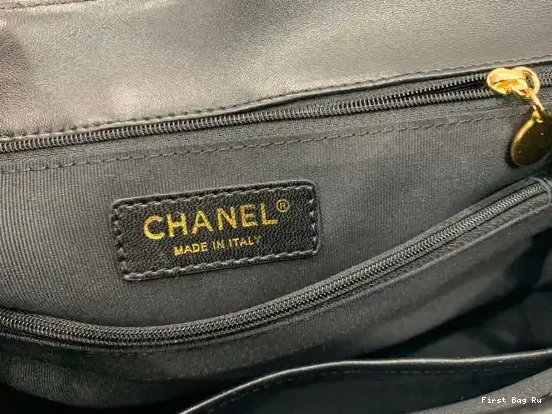 CHANEL®
MADE IN ITALY
First Bag Ru